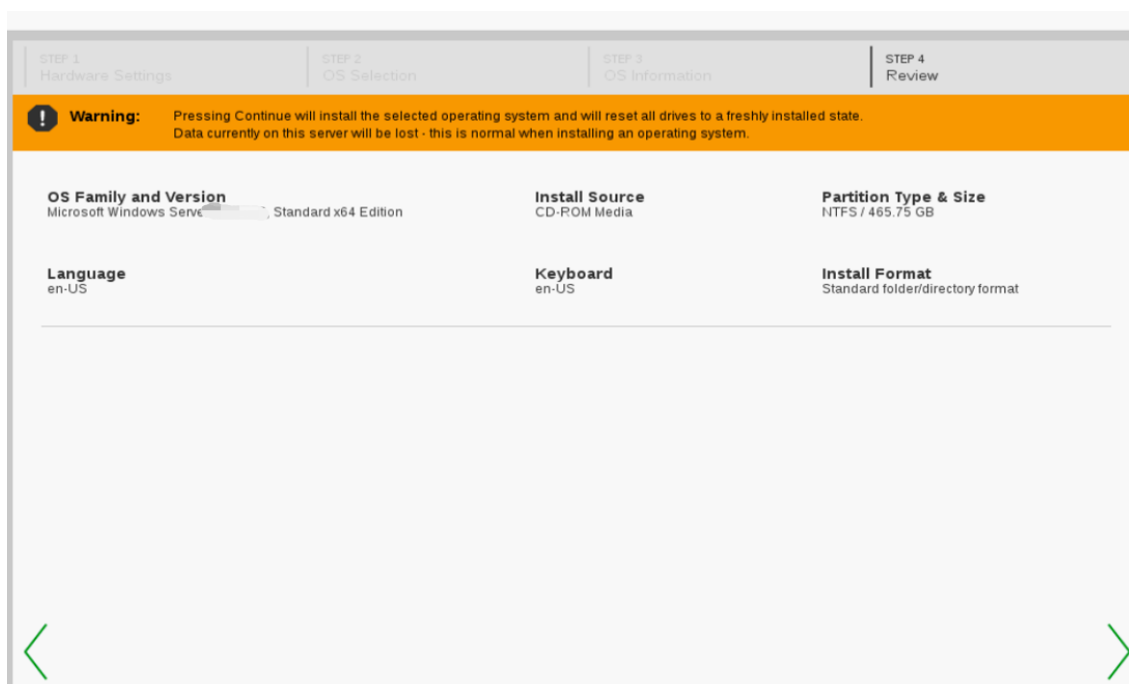 STEP 1
Hardware Settings
STEP 2
OS Selection
STEP 3
OS Information
STEP 4
Review
Warning:
Pressing Continue will install the selected operating system and will reset all drives to a freshly installed state.
Data currently on this server will be lost - this is normal when installing an operating system.
OS Family and Version
Microsoft Windows , Standard x64 Edition
Install Source
CD-ROM Media
Partition Type & Size
NTFS / 465.75 GB
Language
en-US
Keyboard
en-US
Install Format
Standard folder/directory format